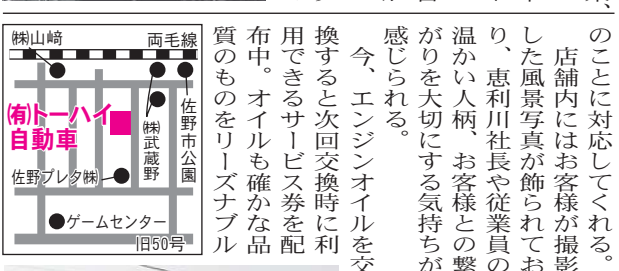 のことに対応してくれる。
店舗内にはお客様が撮影
した風景写真が飾られてお
り、恵利川社長や従業員の
温かい人柄、お客様との繋
がりを大切にする気持ちが
感じられる。
今、エンジンオイルを交
換すると次回交換時に利
用できるサービス券を配
布中。オイルも確かな品
質のものをリーズナブル
㈱山﨑
両毛線
㈲トーハイ
自動車
㈱武蔵野
佐野市公園
佐野プレタ㈱
ゲームセンター
旧50号